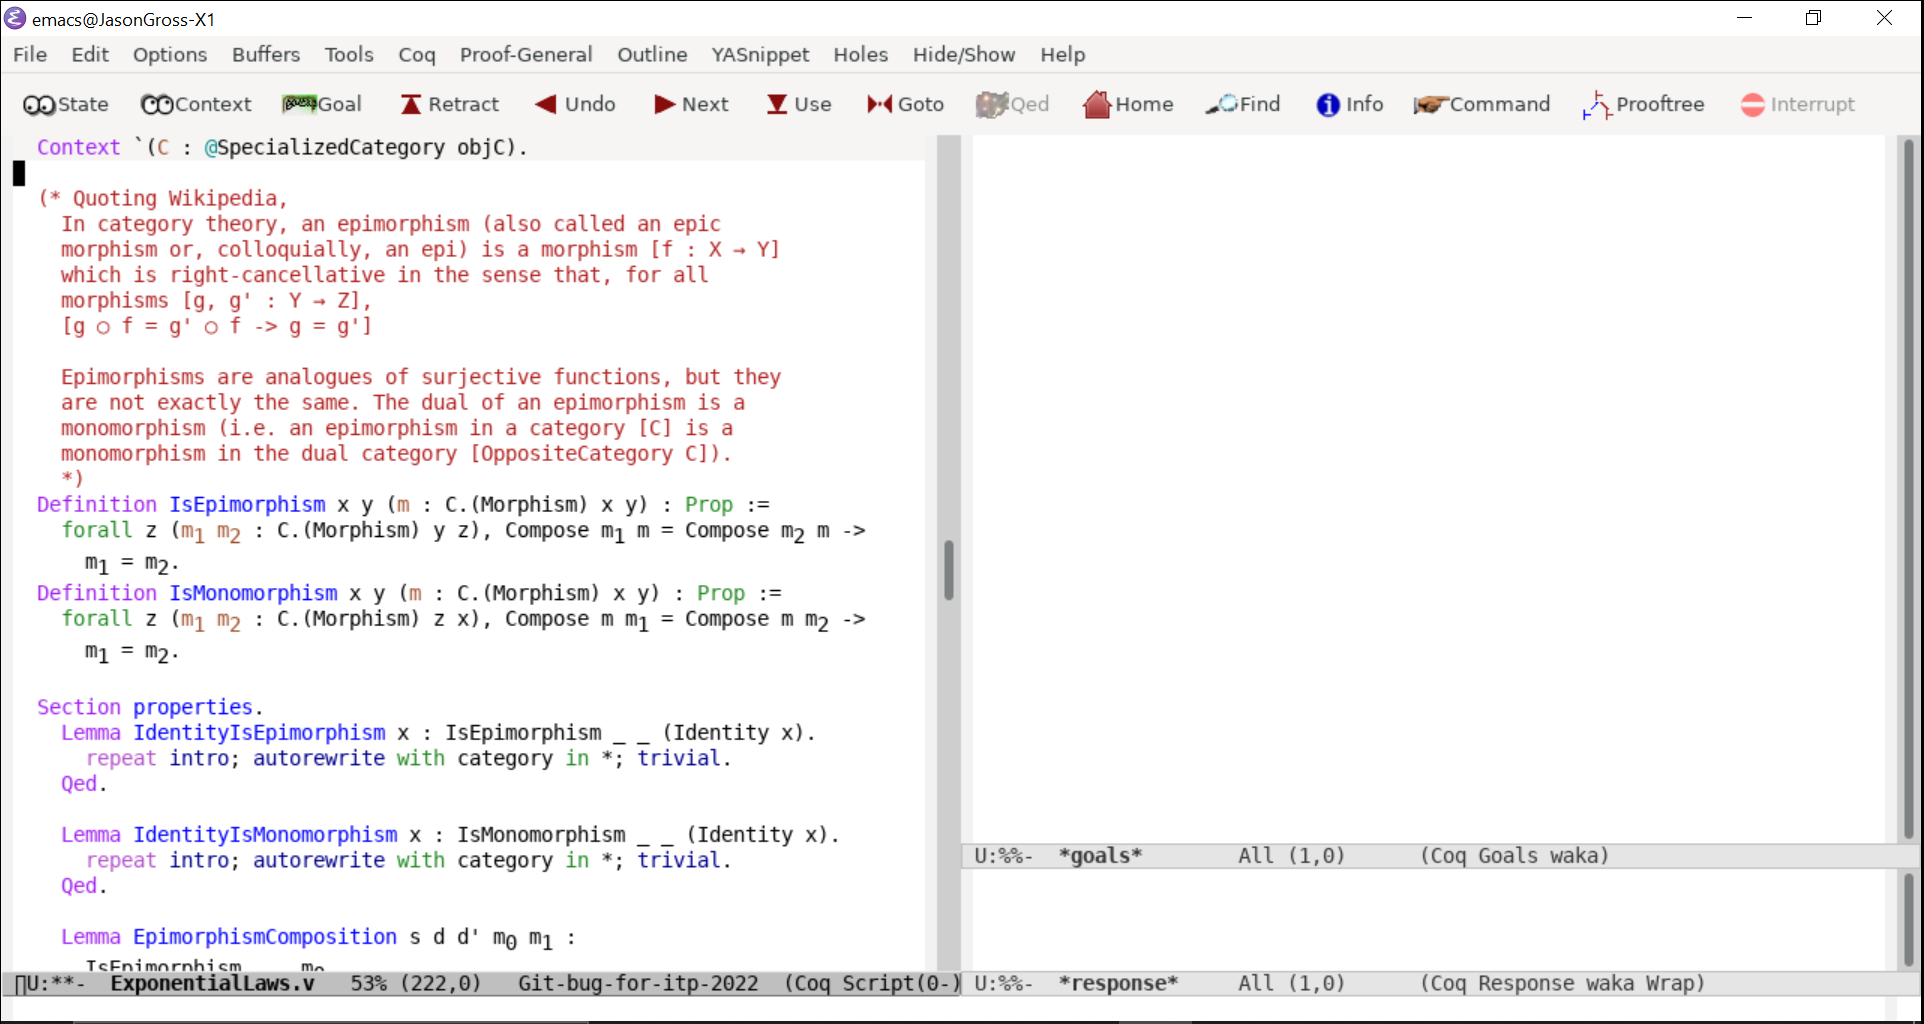 emacs@JasonGross-X1
File Edit Options Buffers Tools Coq Proof-General Outline YASnippet Holes Hide/Show Help
State Context Goal Retract Undo Next Use Goto Qed Home Find Info Command Prooftree Interrupt
Context `(C : @SpecializedCategory objC).
(* Quoting Wikipedia,
In category theory, an epimorphism (also called an epic
morphism or, colloquially, an epi) is a morphism [f : X → Y]
which is right-cancellative in the sense that, for all
morphisms [g, g' : Y → Z],
[g ○ f = g' ○ f -> g = g']
Epimorphisms are analogues of surjective functions, but they
are not exactly the same. The dual of an epimorphism is a
monomorphism (i.e. an epimorphism in a category [C] is a
monomorphism in the dual category [OppositeCategory C]).
*)
Definition IsEpimorphism x y (m : C.(Morphism) x y) : Prop :=
forall z (m₁ m₂ : C.(Morphism) y z), Compose m₁ m = Compose m₂ m ->
m₁ = m₂.
Definition IsMonomorphism x y (m : C.(Morphism) x y) : Prop :=
forall z (m₁ m₂ : C.(Morphism) z x), Compose m m₁ = Compose m m₂ ->
m₁ = m₂.
Section properties.
Lemma IdentityIsEpimorphism x : IsEpimorphism _ _ (Identity x).
repeat intro; autorewrite with category in *; trivial.
Qed.
Lemma IdentityIsMonomorphism x : IsMonomorphism _ _ (Identity x).
repeat intro; autorewrite with category in *; trivial.
Qed.
Lemma EpimorphismComposition s d d' m₀ m₁ :
IsEpimorphism _ _ m₀
U:**- ExponentialLaws.v 53% (222,0) Git-bug-for-itp-2022 (Coq Script(0-)
U:%%- *goals* All (1,0) (Coq Goals waka)
U:%%- *response* All (1,0) (Coq Response waka Wrap)